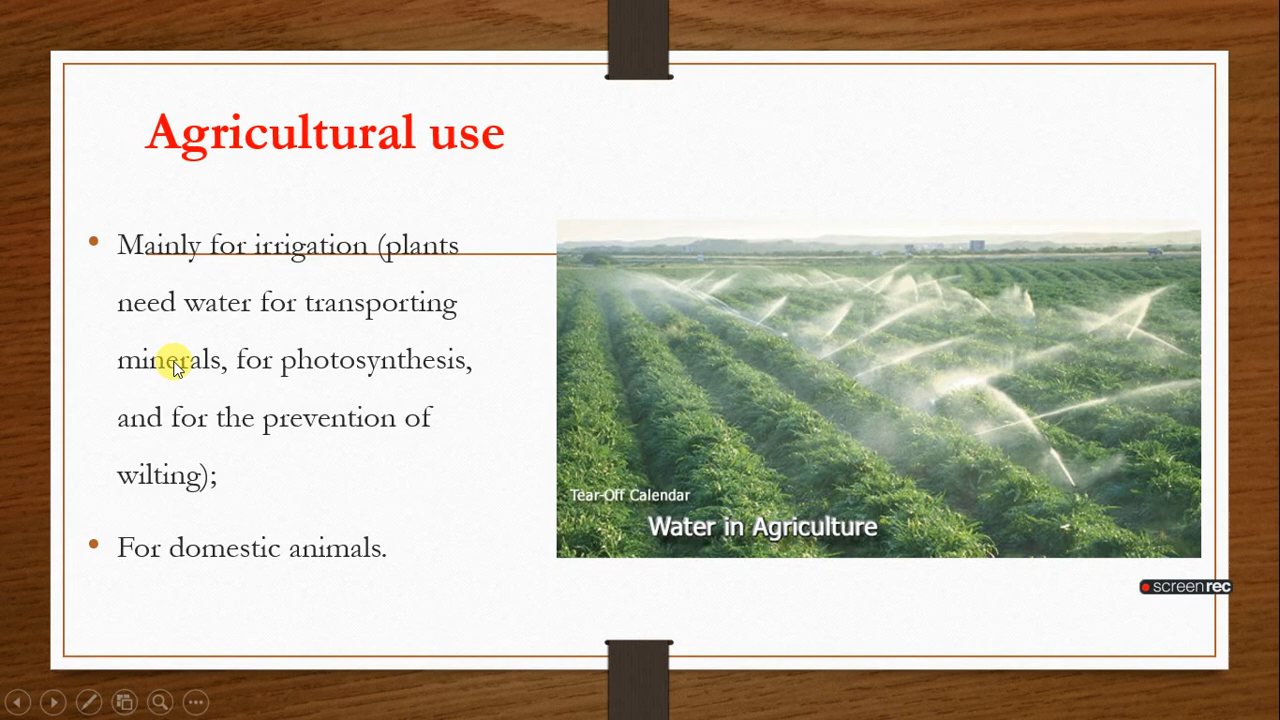 Agricultural use
• Mainly for irrigation (plants
need water for transporting
minerals, for photosynthesis,
and for the prevention of
wilting);
• For domestic animals.
Tear-Off Calendar
Water in Agriculture
screenrec